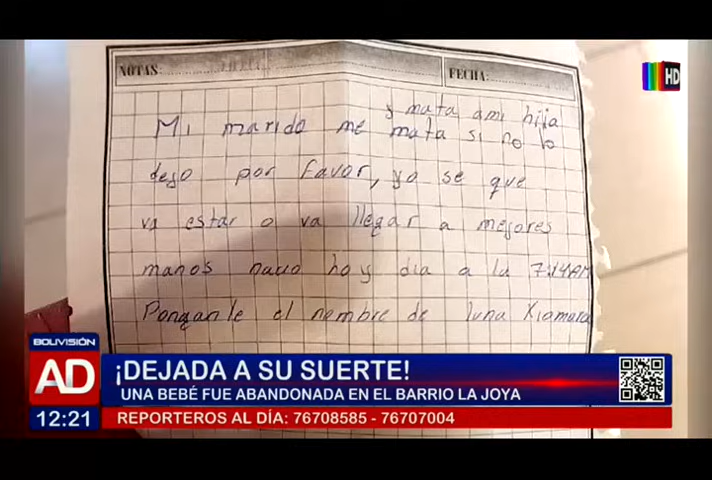 NOTAS:
FECHA:
HD
y mata ami hija
Mi marido me mata si no lo
dejo por favor, yo se que
va estar o va llegar a mejores
manos nacio hoy dia a la 7:14AM
Ponganle el nombre de luna Xiomara
BOLIVISIÓN
AD
12:21
¡DEJADA A SU SUERTE!
UNA BEBÉ FUE ABANDONADA EN EL BARRIO LA JOYA
REPORTEROS AL DÍA: 76708585 - 76707004